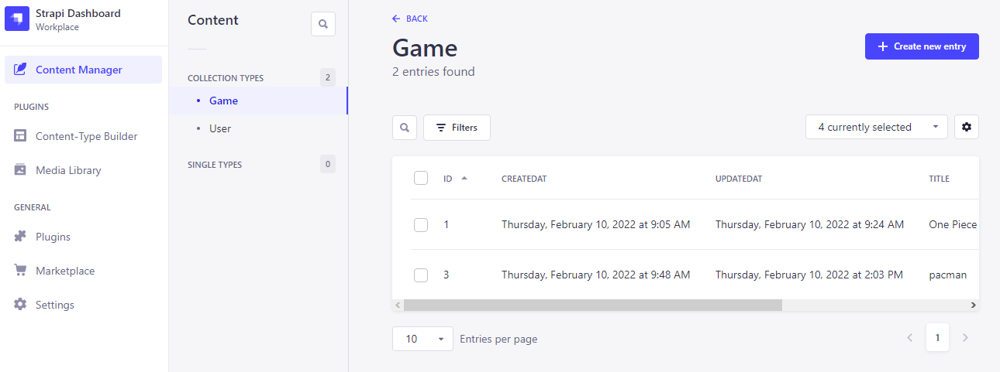 Strapi Dashboard
Workplace
Content Manager
PLUGINS
Content-Type Builder
Media Library
GENERAL
Plugins
Marketplace
Settings
Content
COLLECTION TYPES 2
Game
User
SINGLE TYPES 0
BACK
Game
2 entries found
Create new entry
Filters
4 currently selected
ID CREATEDAT UPDATEDAT TITLE
1 Thursday, February 10, 2022 at 9:05 AM Thursday, February 10, 2022 at 9:24 AM One Piece
3 Thursday, February 10, 2022 at 9:48 AM Thursday, February 10, 2022 at 2:03 PM pacman
10 Entries per page
1